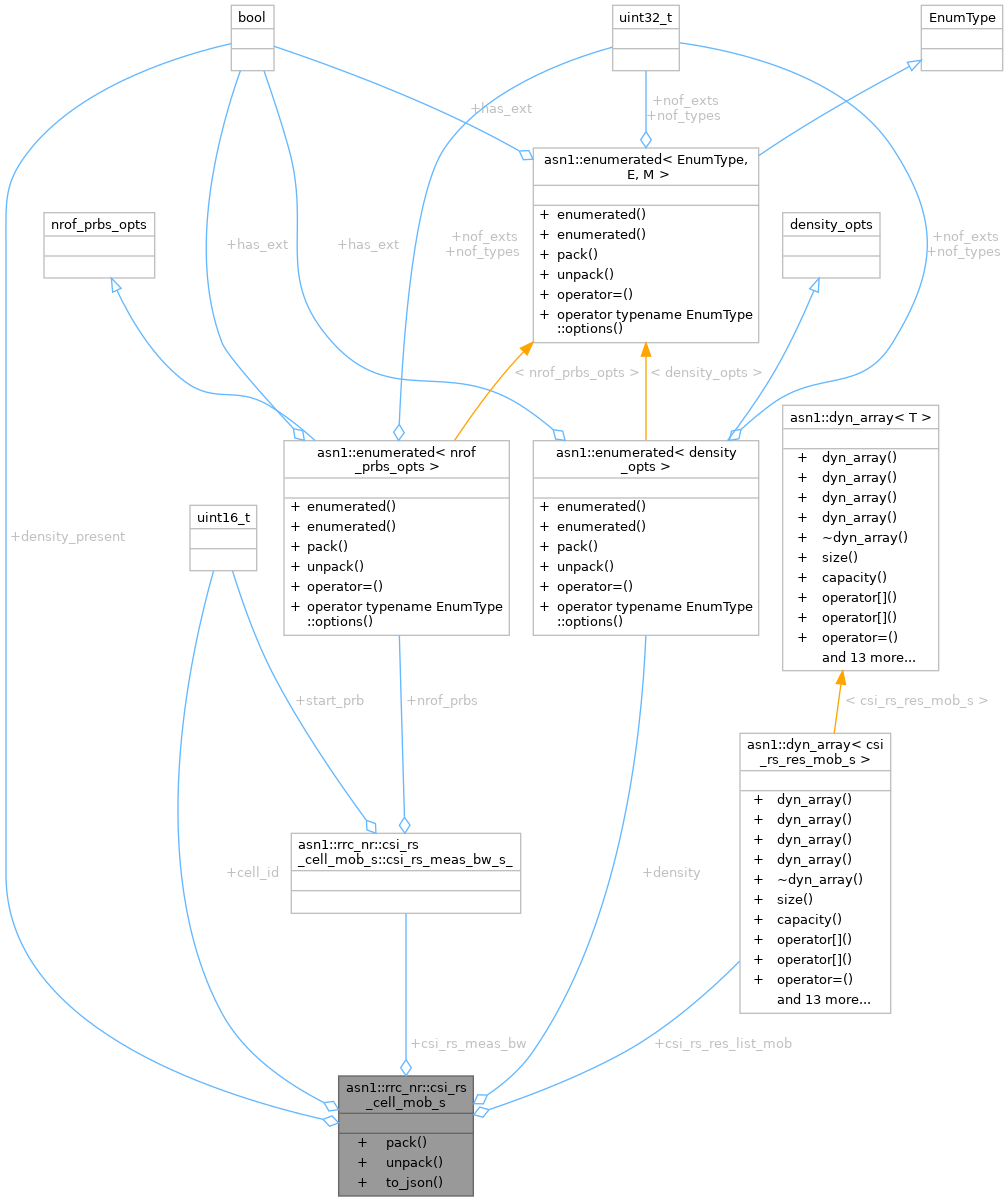 bool
uint32_t
EnumType
+has_ext
+nof_exts
+nof_types
asn1::enumerated< EnumType,
E, M >
+ enumerated()
+ enumerated()
+ pack()
+ unpack()
+ operator=()
+ operator typename EnumType
::options()
nrof_prbs_opts
density_opts
+has_ext
+has_ext
+nof_exts
+nof_types
+nof_exts
+nof_types
< nrof_prbs_opts >
< density_opts >
asn1::dyn_array< T >
+ dyn_array()
+ dyn_array()
+ dyn_array()
+ dyn_array()
+ ~dyn_array()
+ size()
+ capacity()
+ operator[]()
+ operator[]()
+ operator=()
and 13 more...
asn1::enumerated< nrof
_prbs_opts >
+ enumerated()
+ enumerated()
+ pack()
+ unpack()
+ operator=()
+ operator typename EnumType
::options()
asn1::enumerated< density
_opts >
+ enumerated()
+ enumerated()
+ pack()
+ unpack()
+ operator=()
+ operator typename EnumType
::options()
uint16_t
+density_present
+start_prb
+nrof_prbs
< csi_rs_res_mob_s >
asn1::dyn_array< csi
_rs_res_mob_s >
+ dyn_array()
+ dyn_array()
+ dyn_array()
+ dyn_array()
+ ~dyn_array()
+ size()
+ capacity()
+ operator[]()
+ operator[]()
+ operator=()
and 13 more...
asn1::rrc_nr::csi_rs
_cell_mob_s::csi_rs_meas_bw_s_
+cell_id
+density
+csi_rs_meas_bw
+csi_rs_res_list_mob
asn1::rrc_nr::csi_rs
_cell_mob_s
+ pack()
+ unpack()
+ to_json()